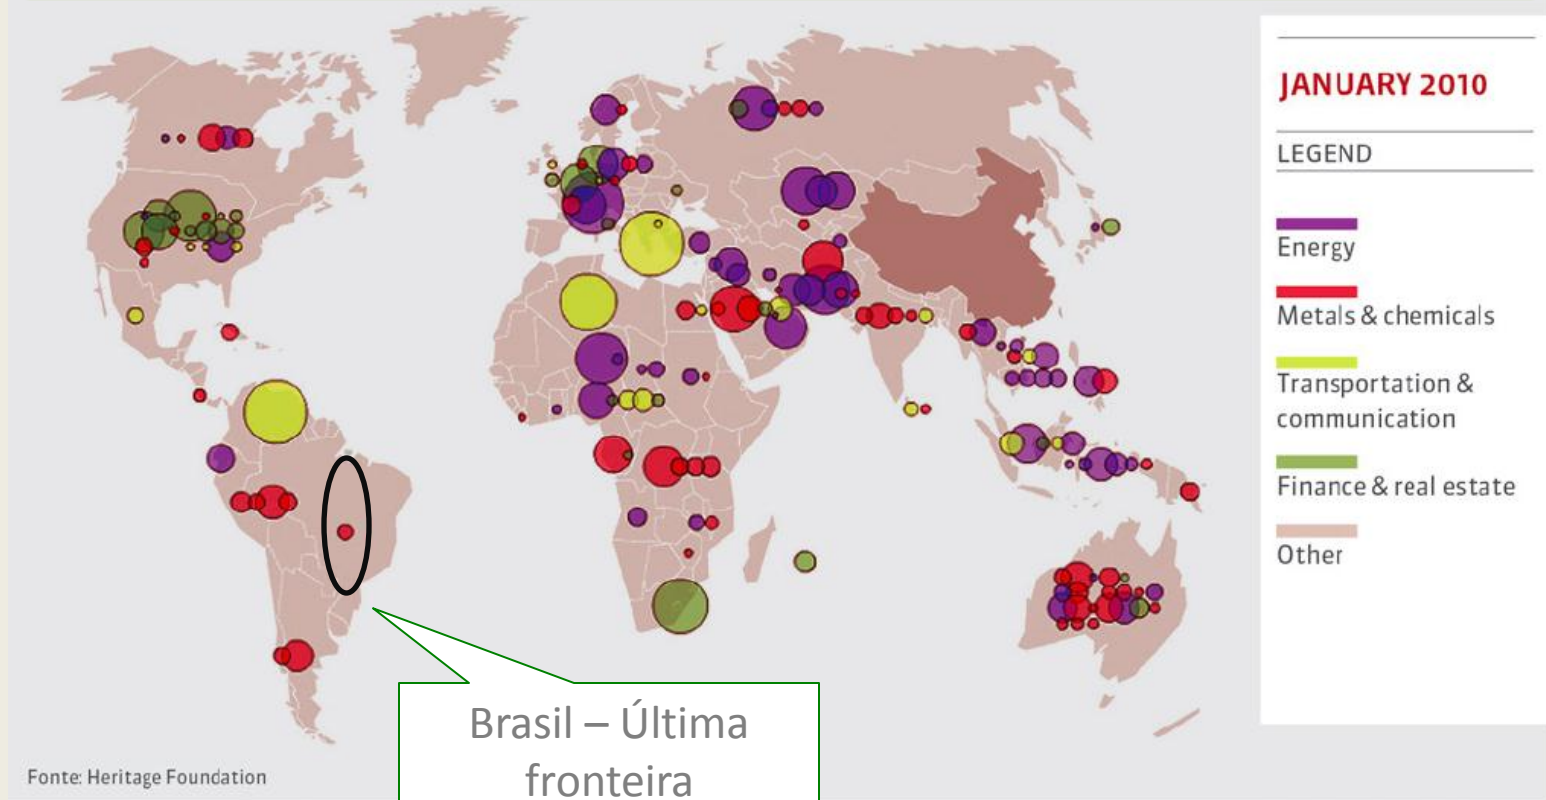 JANUARY 2010
LEGEND
Energy
Metals & chemicals
Transportation &
communication
Finance & real estate
Other
Brasil – Última
fronteira
Fonte: Heritage Foundation